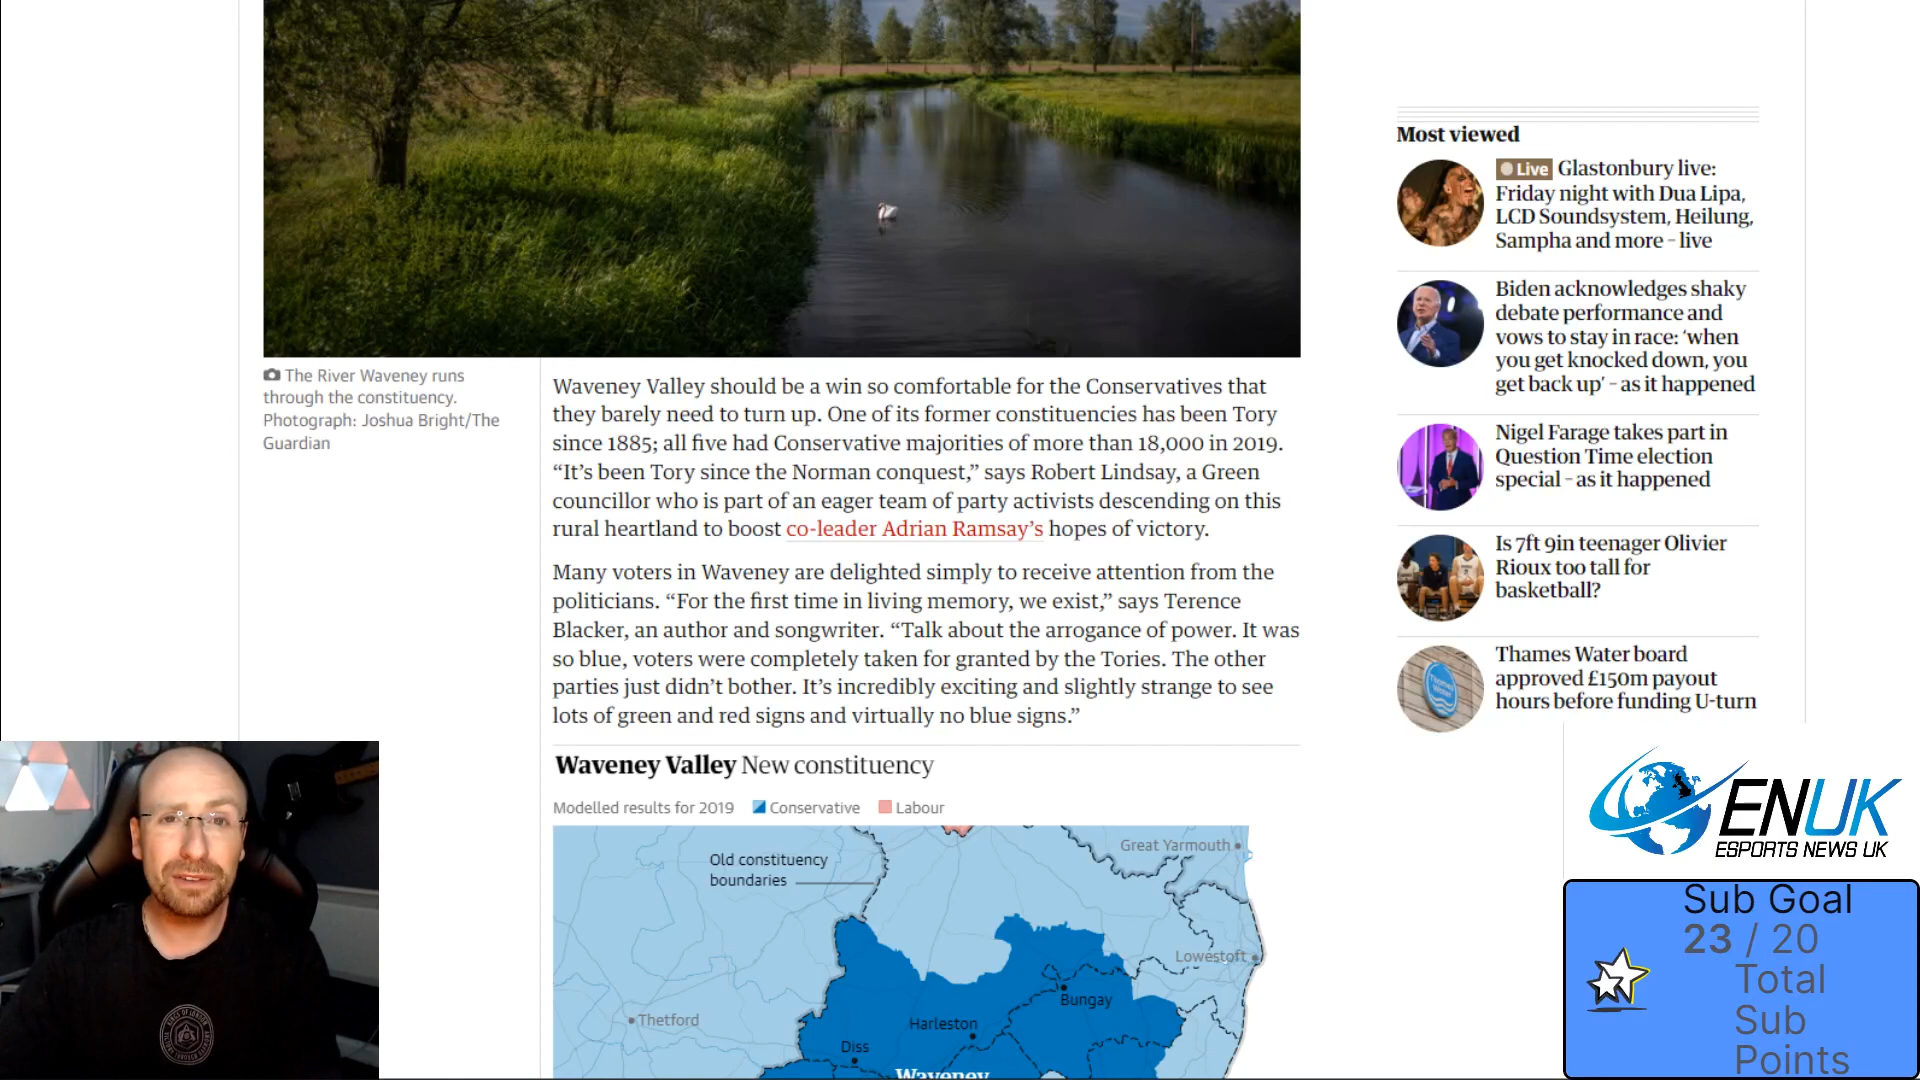 The River Waveney runs
through the constituency.
Photograph: Joshua Bright/The
Guardian
Waveney Valley should be a win so comfortable for the Conservatives that
they barely need to turn up. One of its former constituencies has been Tory
since 1885; all five had Conservative majorities of more than 18,000 in 2019.
“It’s been Tory since the Norman conquest,” says Robert Lindsay, a Green
councillor who is part of an eager team of party activists descending on this
rural heartland to boost co-leader Adrian Ramsay’s hopes of victory.
Many voters in Waveney are delighted simply to receive attention from the
politicians. “For the first time in living memory, we exist,” says Terence
Blacker, an author and songwriter. “Talk about the arrogance of power. It was
so blue, voters were completely taken for granted by the Tories. The other
parties just didn’t bother. It’s incredibly exciting and slightly strange to see
lots of green and red signs and virtually no blue signs.”
Waveney Valley New constituency
Modelled results for 2019 Conservative Labour
Old constituency
boundaries
Great Yarmouth
Lowestoft
Bungay
Thetford
Harleston
Diss
Waveney
Most viewed
Live Glastonbury live:
Friday night with Dua Lipa,
LCD Soundsystem, Heilung,
Sampha and more – live
Biden acknowledges shaky
debate performance and
vows to stay in race: ‘when
you get knocked down, you
get back up’ – as it happened
Nigel Farage takes part in
Question Time election
special – as it happened
Is 7ft 9in teenager Olivier
Rioux too tall for
basketball?
Thames Water board
approved £150m payout
hours before funding U-turn
Thames
Water
ENUK
ESPORTS NEWS UK
Sub Goal
23 / 20
Total
Sub
Points